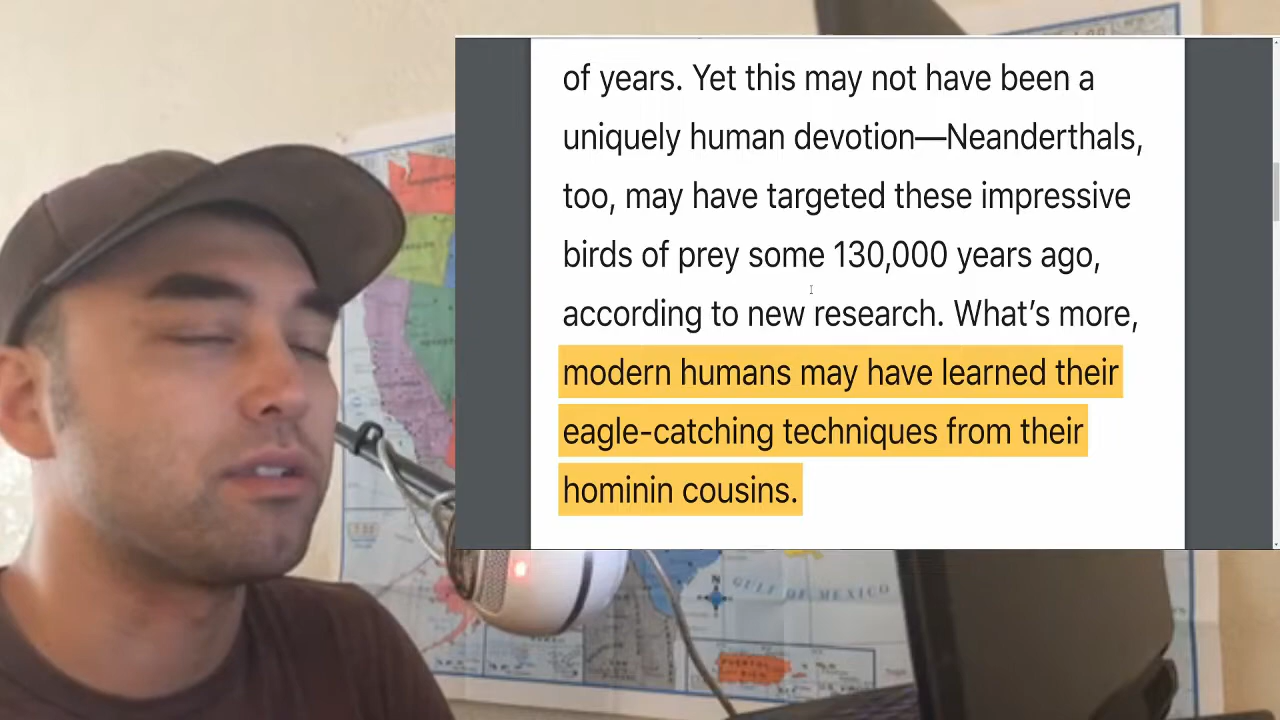 of years. Yet this may not have been a
uniquely human devotion—Neanderthals,
too, may have targeted these impressive
birds of prey some 130,000 years ago,
according to new research. What's more,
modern humans may have learned their
eagle-catching techniques from their
hominin cousins.
N
GULF OF MEXICO
PUERTO
RICO